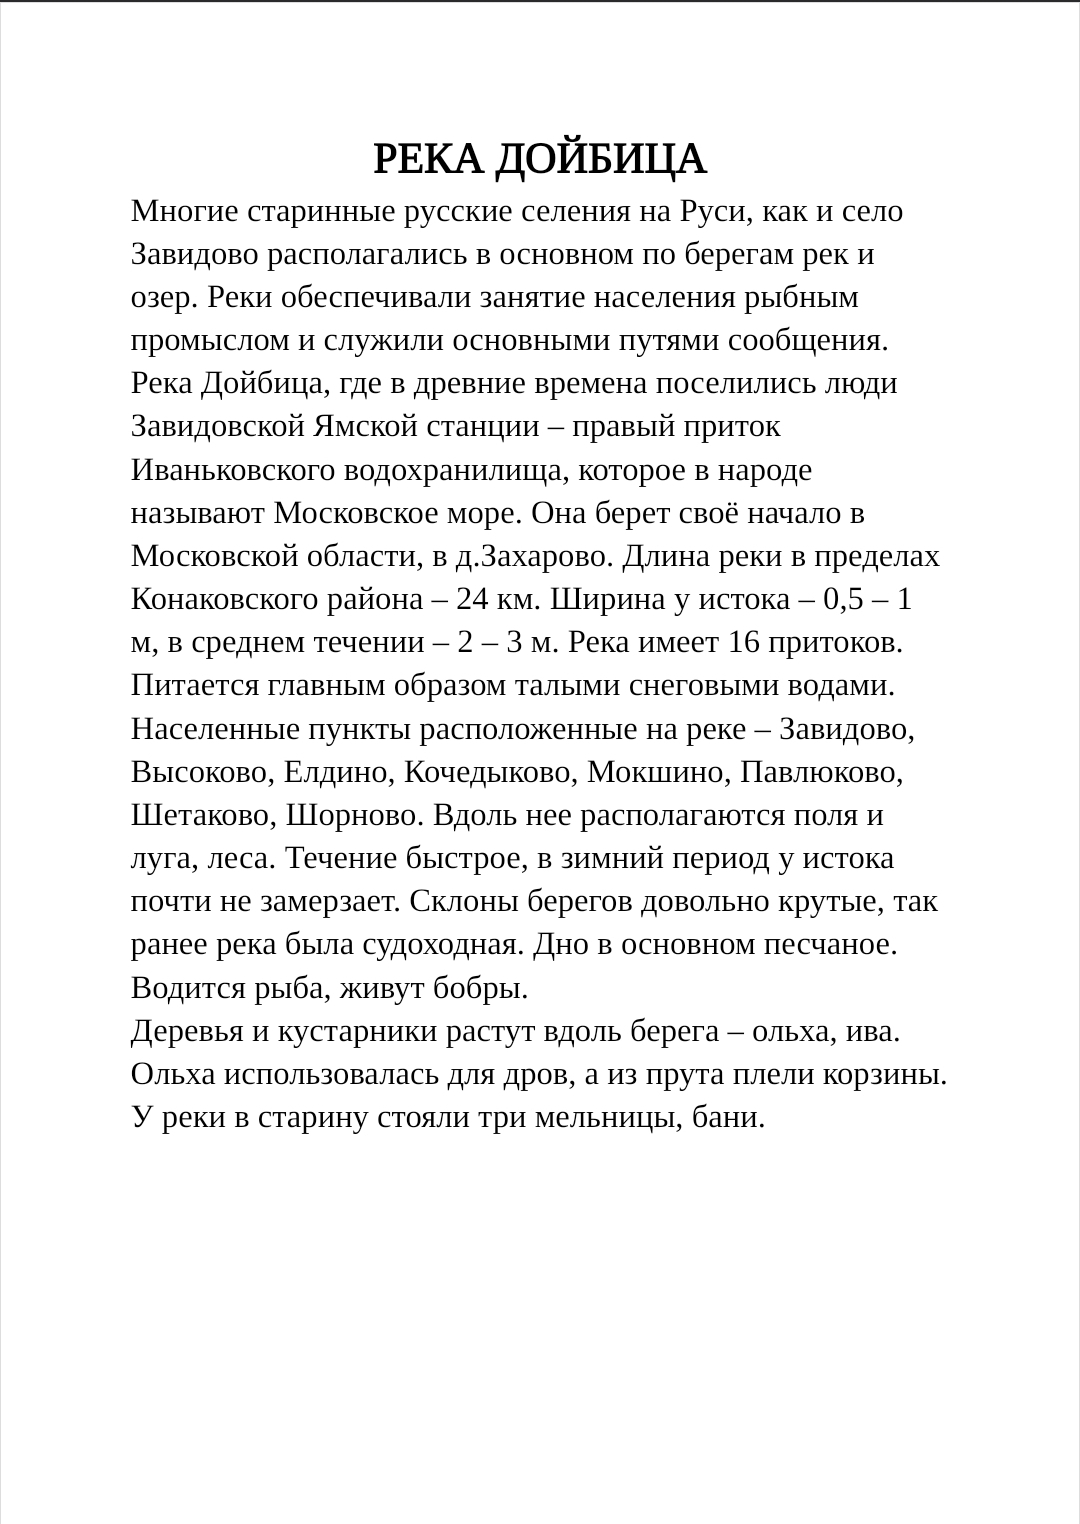 РЕКА ДОЙБИЦА
Многие старинные русские селения на Руси, как и село
Завидово располагались в основном по берегам рек и
озер. Реки обеспечивали занятие населения рыбным
промыслом и служили основными путями сообщения.
Река Дойбица, где в древние времена поселились люди
Завидовской Ямской станции – правый приток
Иваньковского водохранилища, которое в народе
называют Московское море. Она берет своё начало в
Московской области, в д.Захарово. Длина реки в пределах
Конаковского района – 24 км. Ширина у истока – 0,5 – 1
м, в среднем течении – 2 – 3 м. Река имеет 16 притоков.
Питается главным образом талыми снеговыми водами.
Населенные пункты расположенные на реке – Завидово,
Высоково, Елдино, Кочедыково, Мокшино, Павлюково,
Шетаково, Шорново. Вдоль нее располагаются поля и
луга, леса. Течение быстрое, в зимний период у истока
почти не замерзает. Склоны берегов довольно крутые, так
ранее река была судоходная. Дно в основном песчаное.
Водится рыба, живут бобры.
Деревья и кустарники растут вдоль берега – ольха, ива.
Ольха использовалась для дров, а из прута плели корзины.
У реки в старину стояли три мельницы, бани.